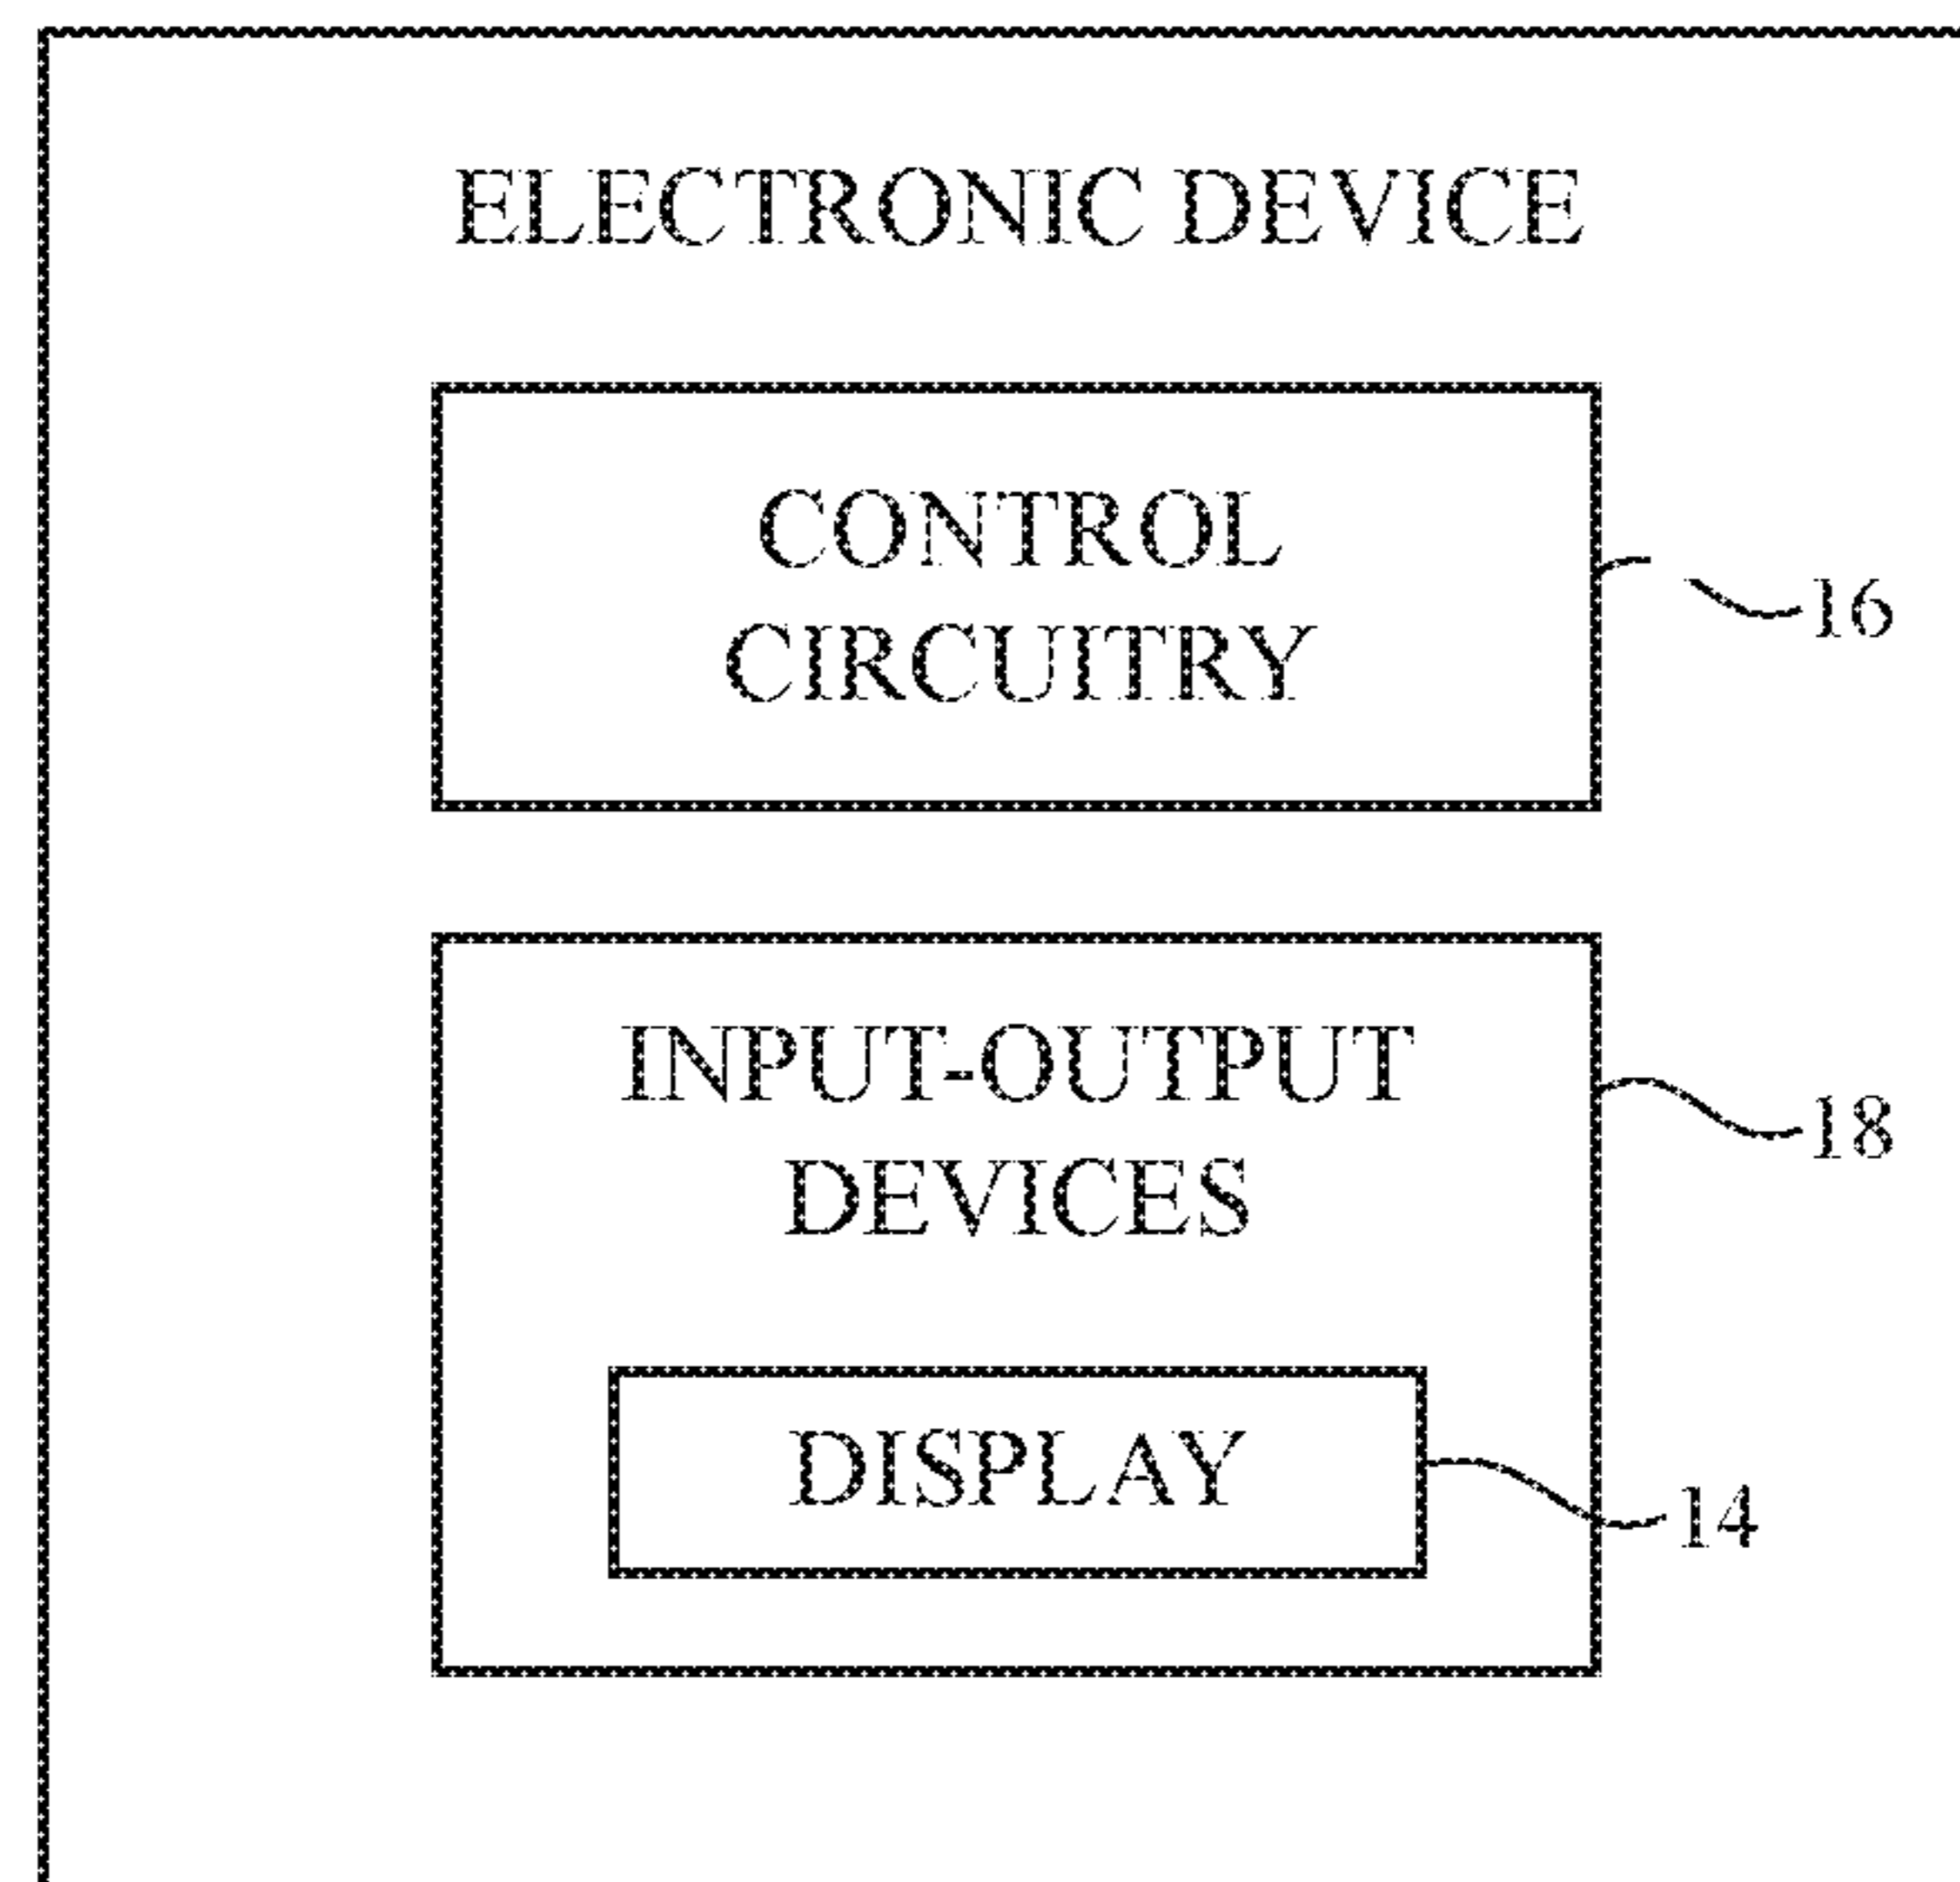 ELECTRONIC DEVICE
CONTROL
CIRCUITRY
16
INPUT-OUTPUT
DEVICES
18
DISPLAY
14